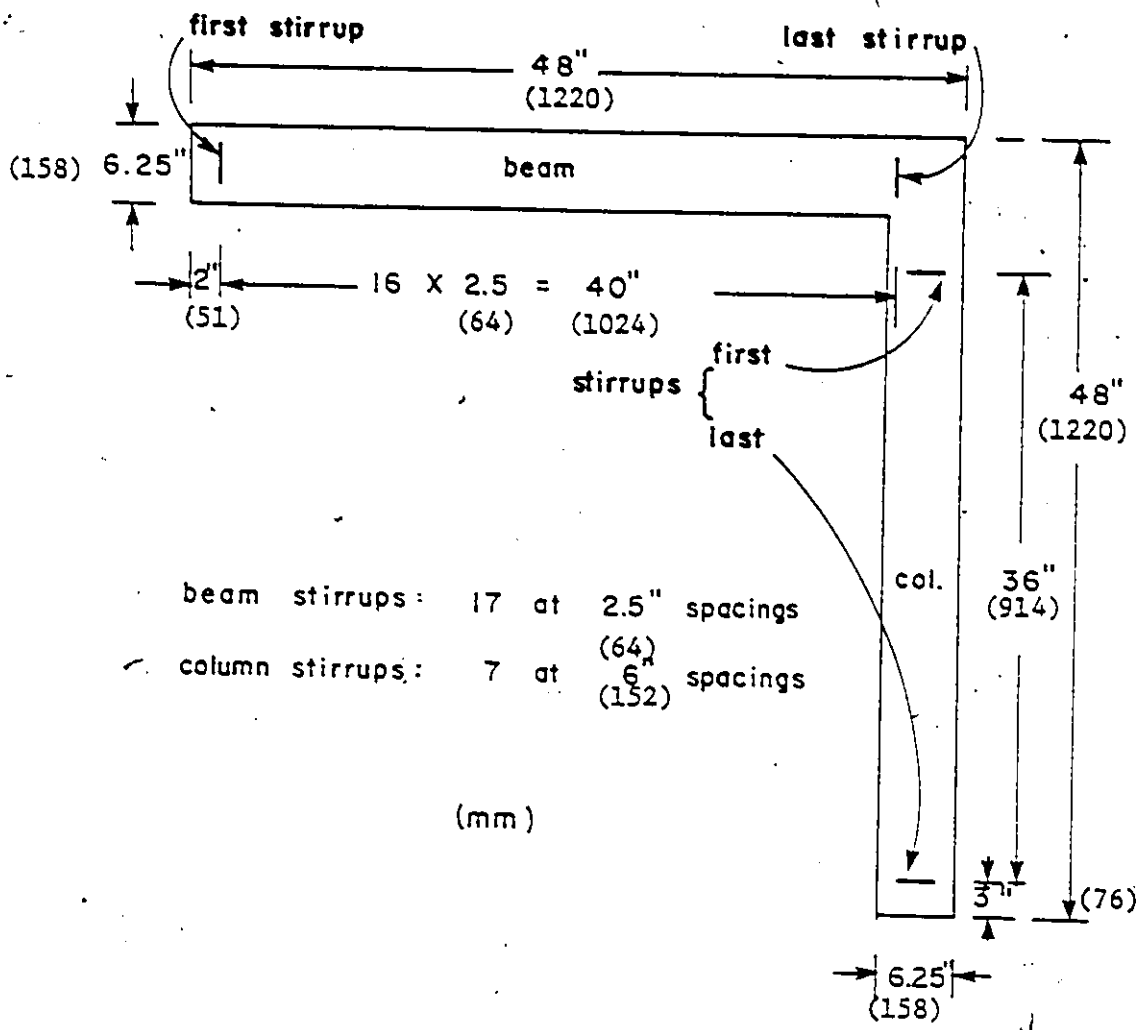 first stirrup
last stirrup
48"
(1220)
(158) 6.25"
beam
2"
(51)
16 X 2.5 = 40"
(64) (1024)
first
stirrups {
last
48"
(1220)
col.
36"
(914)
beam stirrups: 17 at 2.5" spacings
(64)
column stirrups: 7 at 6" spacings
(152)
(mm)
3"
(76)
6.25"
(158)